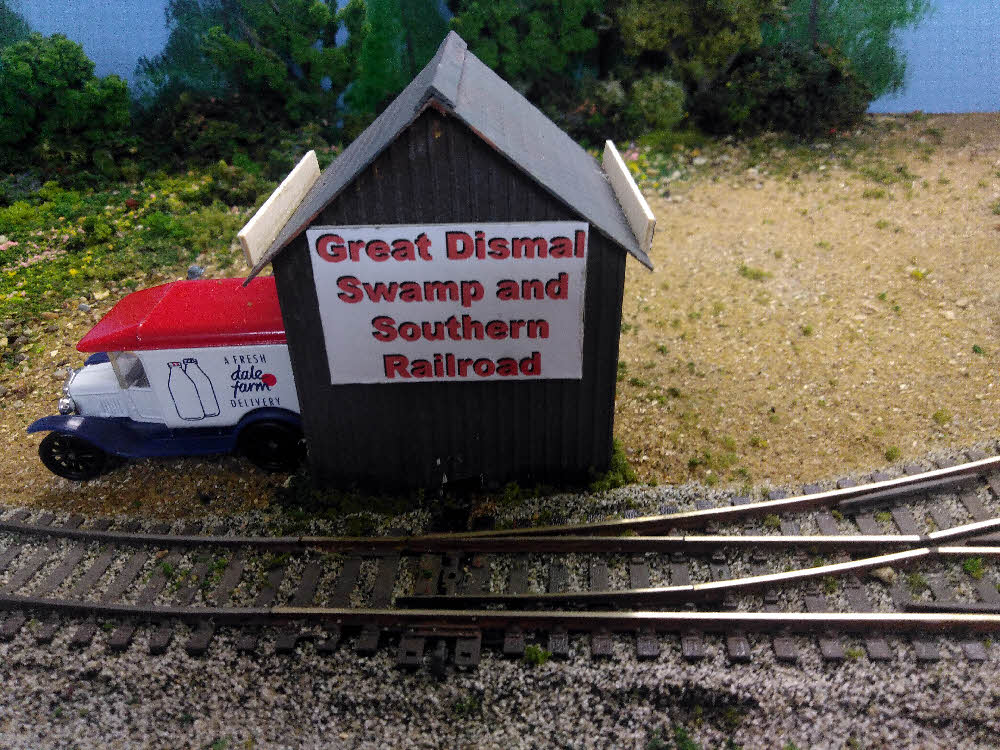 Great Dismal
Swamp and
Southern
Railroad
A FRESH
dale
farm
DELIVERY